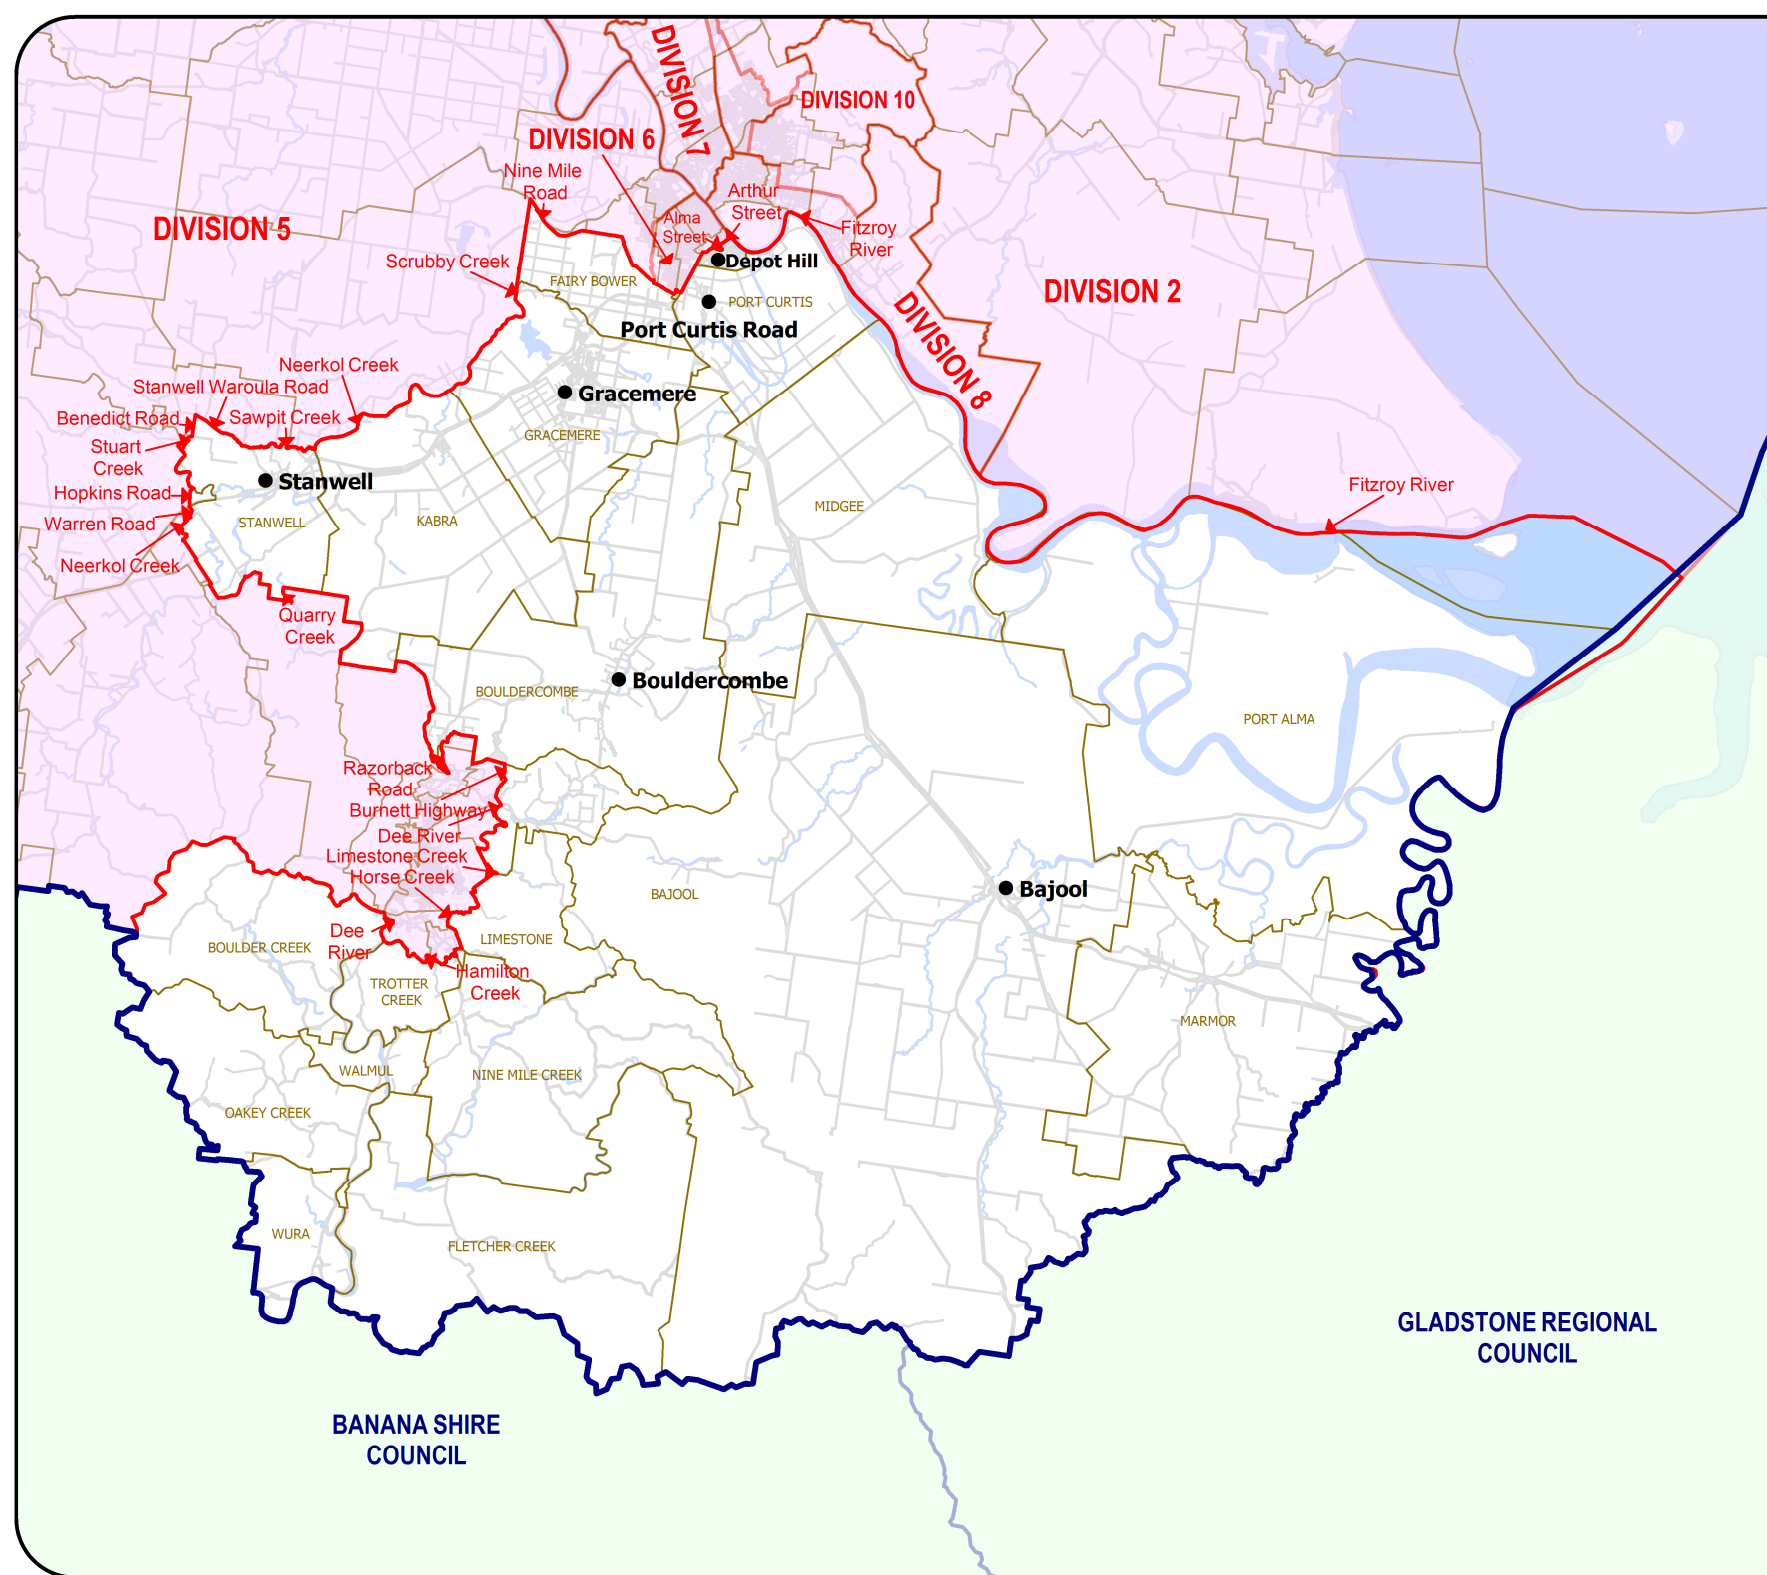 DIVISION 7
DIVISION 10
DIVISION 6
Nine Mile
Road
Arthur
Street
Alma
Street
Fitzroy
River
DIVISION 5
Scrubby Creek
Depot Hill
FAIRY BOWER
PORT CURTIS
DIVISION 2
Port Curtis Road
DIVISION 8
Neerkol Creek
Stanwell Waroula Road
Gracemere
Benedict Road
Sawpit Creek
GRACEMERE
Stuart
Creek
Stanwell
Fitzroy River
Hopkins Road
MIDGEE
Warren Road
STANWELL
KABRA
Neerkol Creek
Quarry
Creek
Bouldercombe
BOULDERCOMBE
PORT ALMA
Razorback
Road
Burnett Highway
Dee River
Limestone Creek
Horse Creek
BAJOOL
Bajool
Dee
River
BOULDER CREEK
LIMESTONE
Hamilton
Creek
TROTTER
CREEK
MARMOR
WALMUL
NINE MILE CREEK
OAKEY CREEK
WURA
FLETCHER CREEK
GLADSTONE REGIONAL
COUNCIL
BANANA SHIRE
COUNCIL